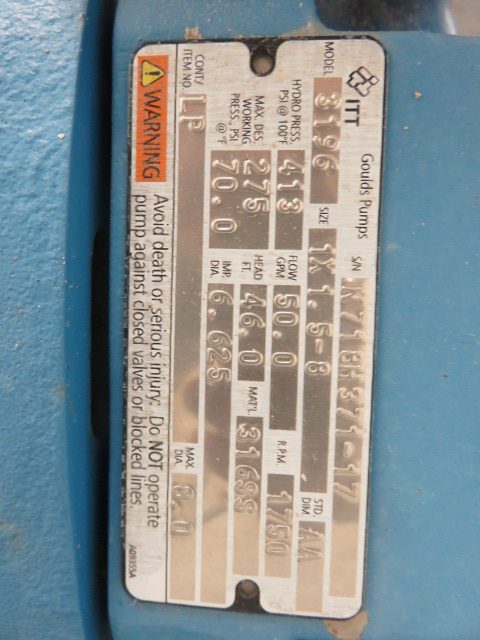 ITT Goulds Pumps S/N N718H371-17
MODEL 3196 SIZE 1X1.5-8 STD. DIM. AA
HYDRO PRESS. PSI @ 100°F 413 FLOW GPM 50.0 R.P.M. 1750
MAX. DES. WORKING PRESS., PSI @ °F 275 70.0 HEAD FT. 46.0 MAT'L 316SS
IMP. DIA. 6.625 MAX. DIA. 8.0
CONT/ ITEM NO. LP
WARNING Avoid death or serious injury. Do NOT operate
pump against closed valves or blocked lines.
A09355A